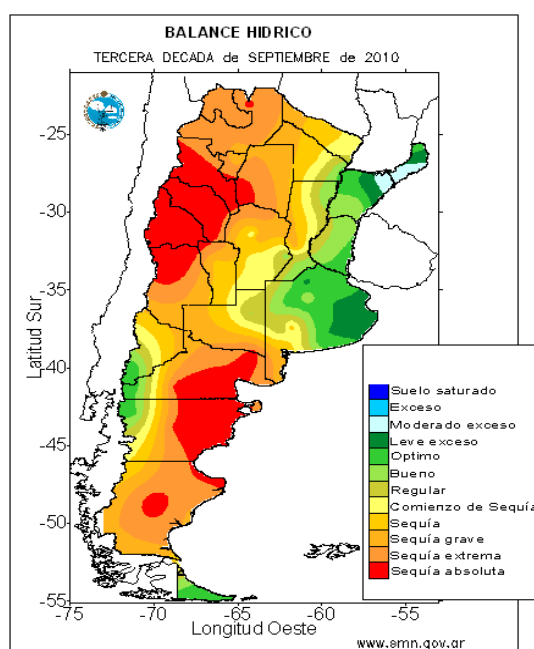 BALANCE HIDRICO
TERCERA DECADA de SEPTIEMBRE de 2010
-25
-30
-35
-40
-45
-50
-55
Latitud Sur
-75 -70 -65 -60 -55
Longitud Oeste
Suelo saturado
Exceso
Moderado exceso
Leve exceso
Optimo
Bueno
Regular
Comienzo de Sequía
Sequía
Sequía grave
Sequía extrema
Sequía absoluta
www.smn.gov.ar